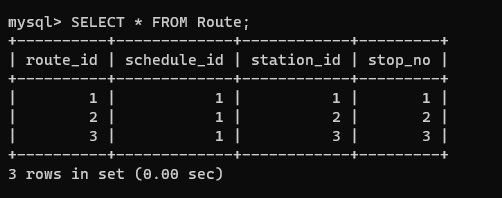 mysql> SELECT * FROM Route;
+----------+-------------+------------+---------+
| route_id | schedule_id | station_id | stop_no |
+----------+-------------+------------+---------+
|        1 |           1 |          1 |       1 |
|        2 |           1 |          2 |       2 |
|        3 |           1 |          3 |       3 |
+----------+-------------+------------+---------+
3 rows in set (0.00 sec)